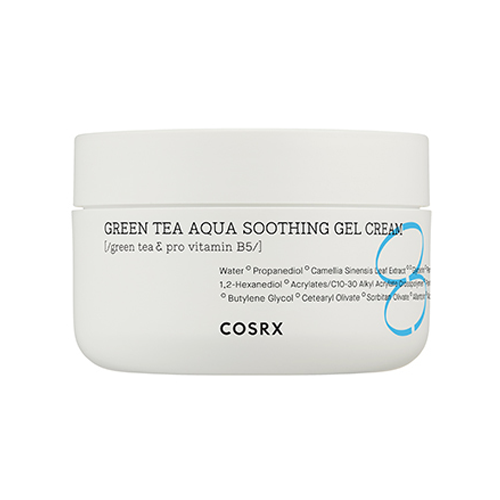 GREEN TEA AQUA SOOTHING GEL CREAM
[/green tea & pro vitamin B5/]
Water Propanediol Camellia Sinensis Leaf Extract
1,2-Hexanediol Acrylates/C10-30 Alkyl Acrylate
Butylene Glycol Cetearyl Olivate Sorbitan Olivate
COSRX